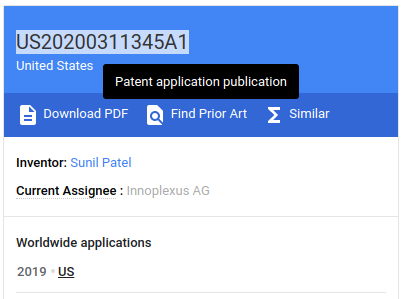 US20200311345A1
United States
Patent application publication
Download PDF Find Prior Art Similar
Inventor: Sunil Patel
Current Assignee : Innoplexus AG
Worldwide applications
2019 • US